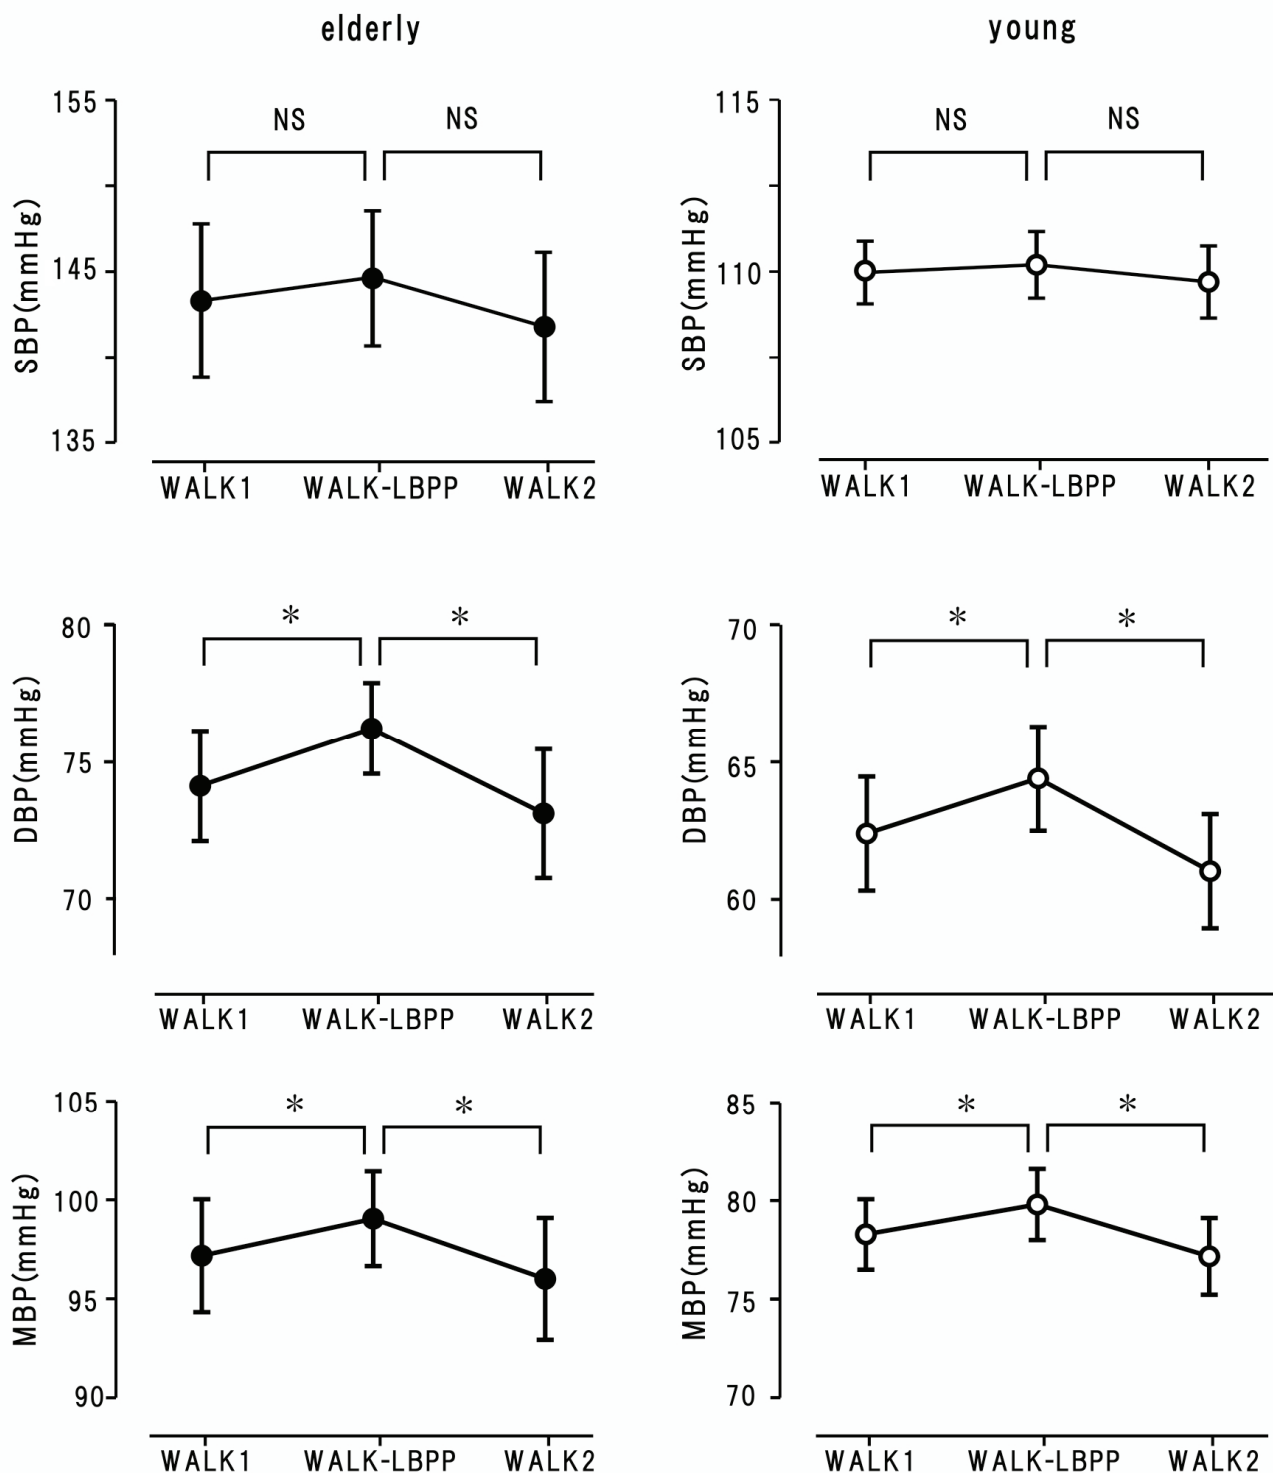 elderly
young
155
NS
NS
145
135
SBP(mmHg)
WALK1 WALK-LBPP WALK2
115
NS
NS
110
105
SBP(mmHg)
WALK1 WALK-LBPP WALK2
80
*
*
75
70
DBP(mmHg)
WALK1 WALK-LBPP WALK2
70
*
*
65
60
DBP(mmHg)
WALK1 WALK-LBPP WALK2
105
*
*
100
95
90
MBP(mmHg)
WALK1 WALK-LBPP WALK2
85
*
*
80
75
70
MBP(mmHg)
WALK1 WALK-LBPP WALK2